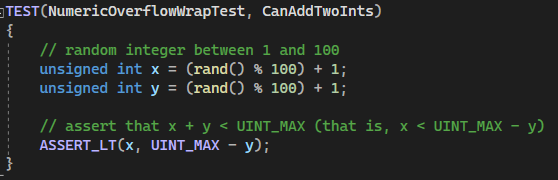 TEST(NumericOverflowWrapTest, CanAddTwoInts)
{
// random integer between 1 and 100
unsigned int x = (rand() % 100) + 1;
unsigned int y = (rand() % 100) + 1;
// assert that x + y < UINT_MAX (that is, x < UINT_MAX - y)
ASSERT_LT(x, UINT_MAX - y);
}